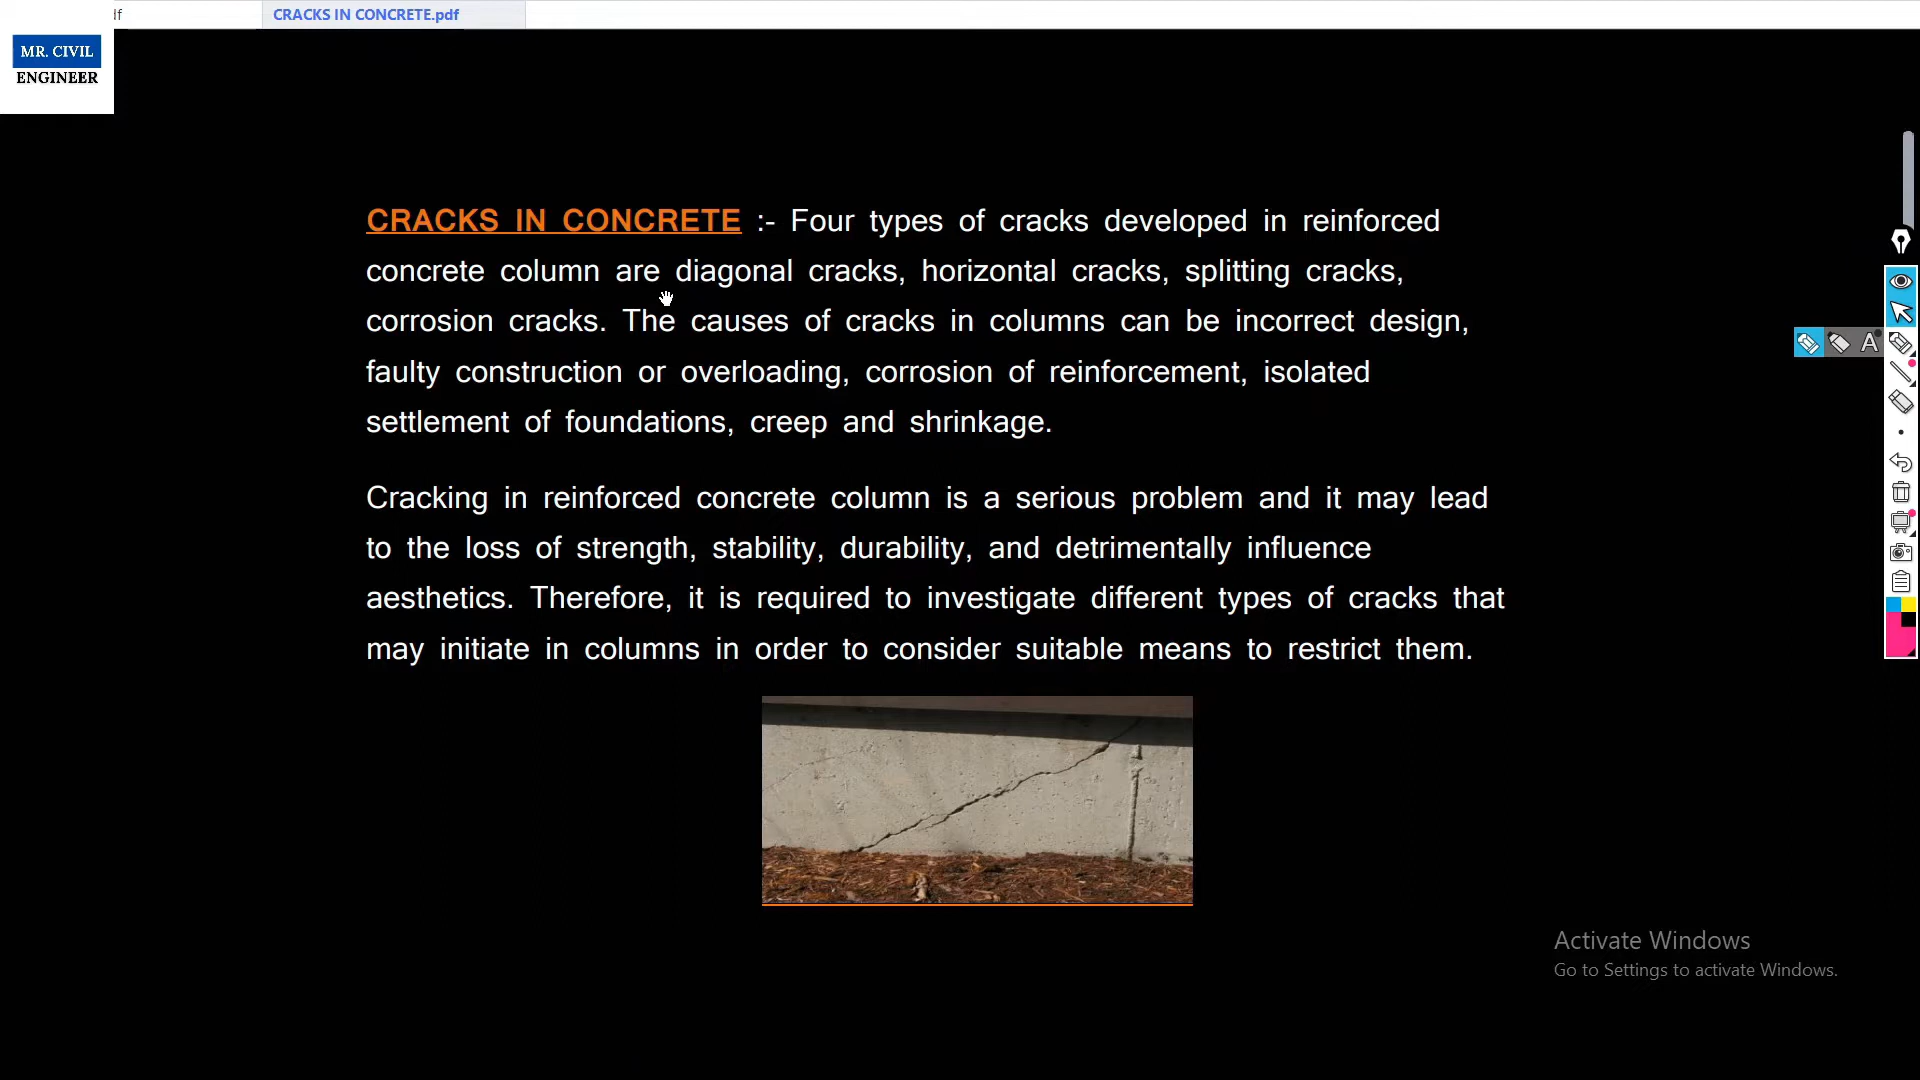 df
CRACKS IN CONCRETE.pdf
MR. CIVIL
ENGINEER
CRACKS IN CONCRETE :- Four types of cracks developed in reinforced
concrete column are diagonal cracks, horizontal cracks, splitting cracks,
corrosion cracks. The causes of cracks in columns can be incorrect design,
faulty construction or overloading, corrosion of reinforcement, isolated
settlement of foundations, creep and shrinkage.
Cracking in reinforced concrete column is a serious problem and it may lead
to the loss of strength, stability, durability, and detrimentally influence
aesthetics. Therefore, it is required to investigate different types of cracks that
may initiate in columns in order to consider suitable means to restrict them.
A
Activate Windows
Go to Settings to activate Windows.